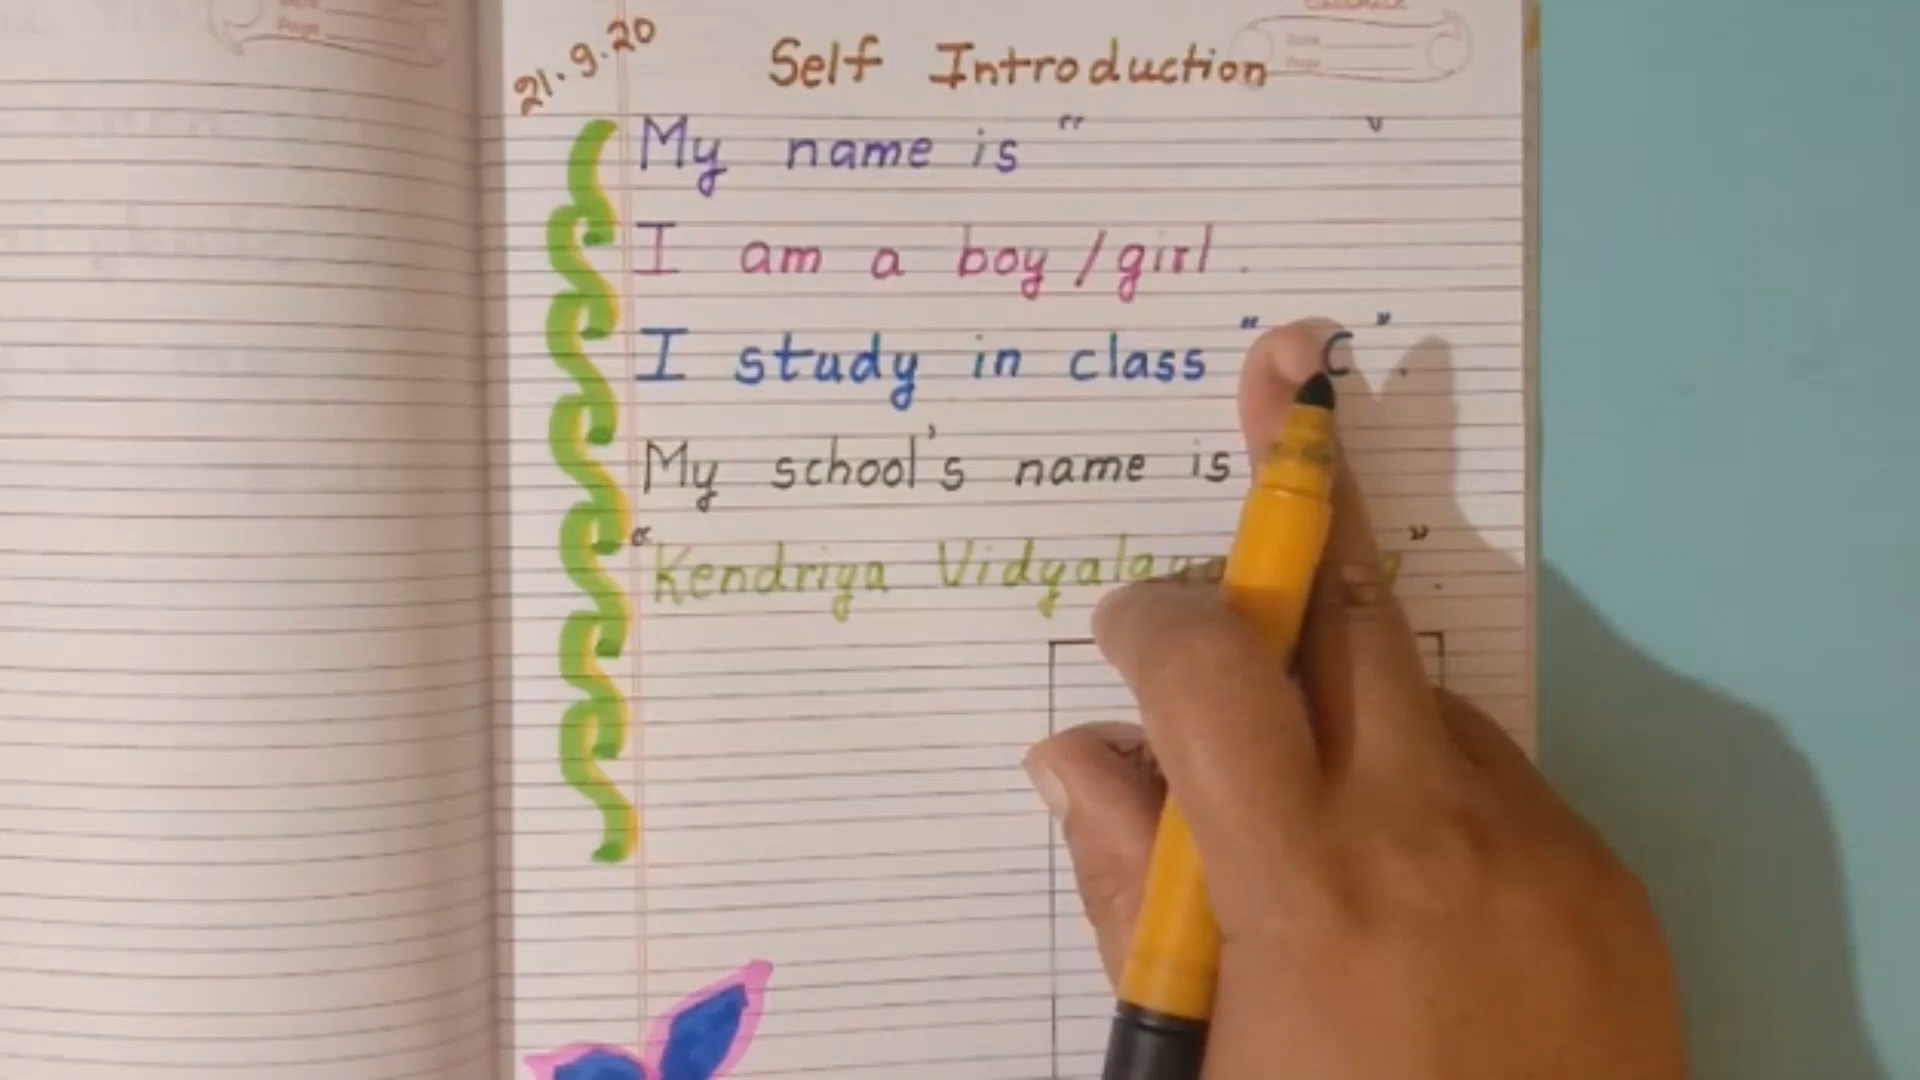 21.9.20
Self Introduction
My name is "          "
I am a boy / girl.
I study in class "   C".
My school's name is
"Kendriya Vidyalaya          ".